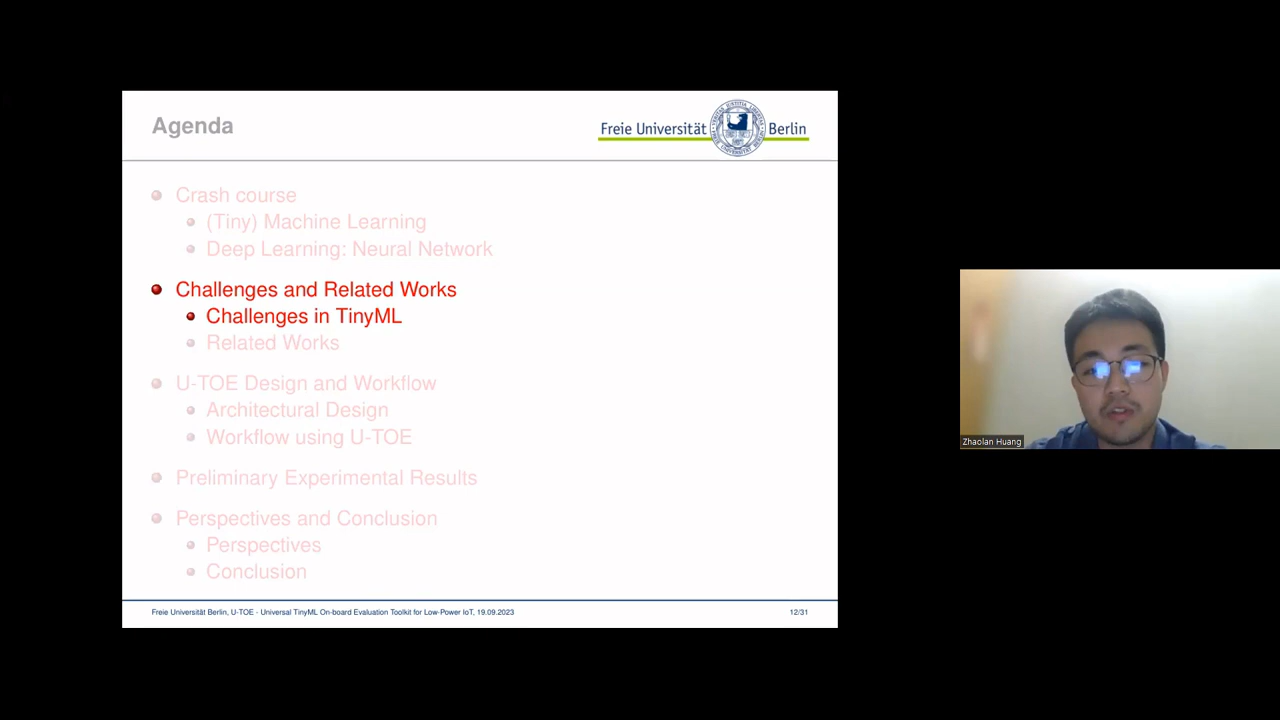 Agenda
Freie Universität Berlin
Crash course
(Tiny) Machine Learning
Deep Learning: Neural Network
Challenges and Related Works
Challenges in TinyML
Related Works
U-TOE Design and Workflow
Architectural Design
Workflow using U-TOE
Preliminary Experimental Results
Perspectives and Conclusion
Perspectives
Conclusion
Freie Universität Berlin, U-TOE - Universal TinyML On-board Evaluation Toolkit for Low-Power IoT, 19.09.2023
12/31
Zhaolan Huang